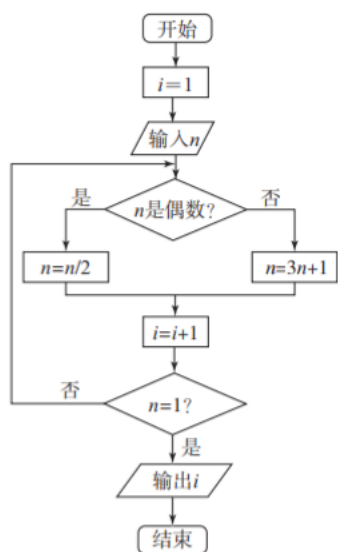 开始
i=1
输入n
n是偶数?
是
否
n=n/2
n=3n+1
i=i+1
否
n=1?
是
输出i
结束